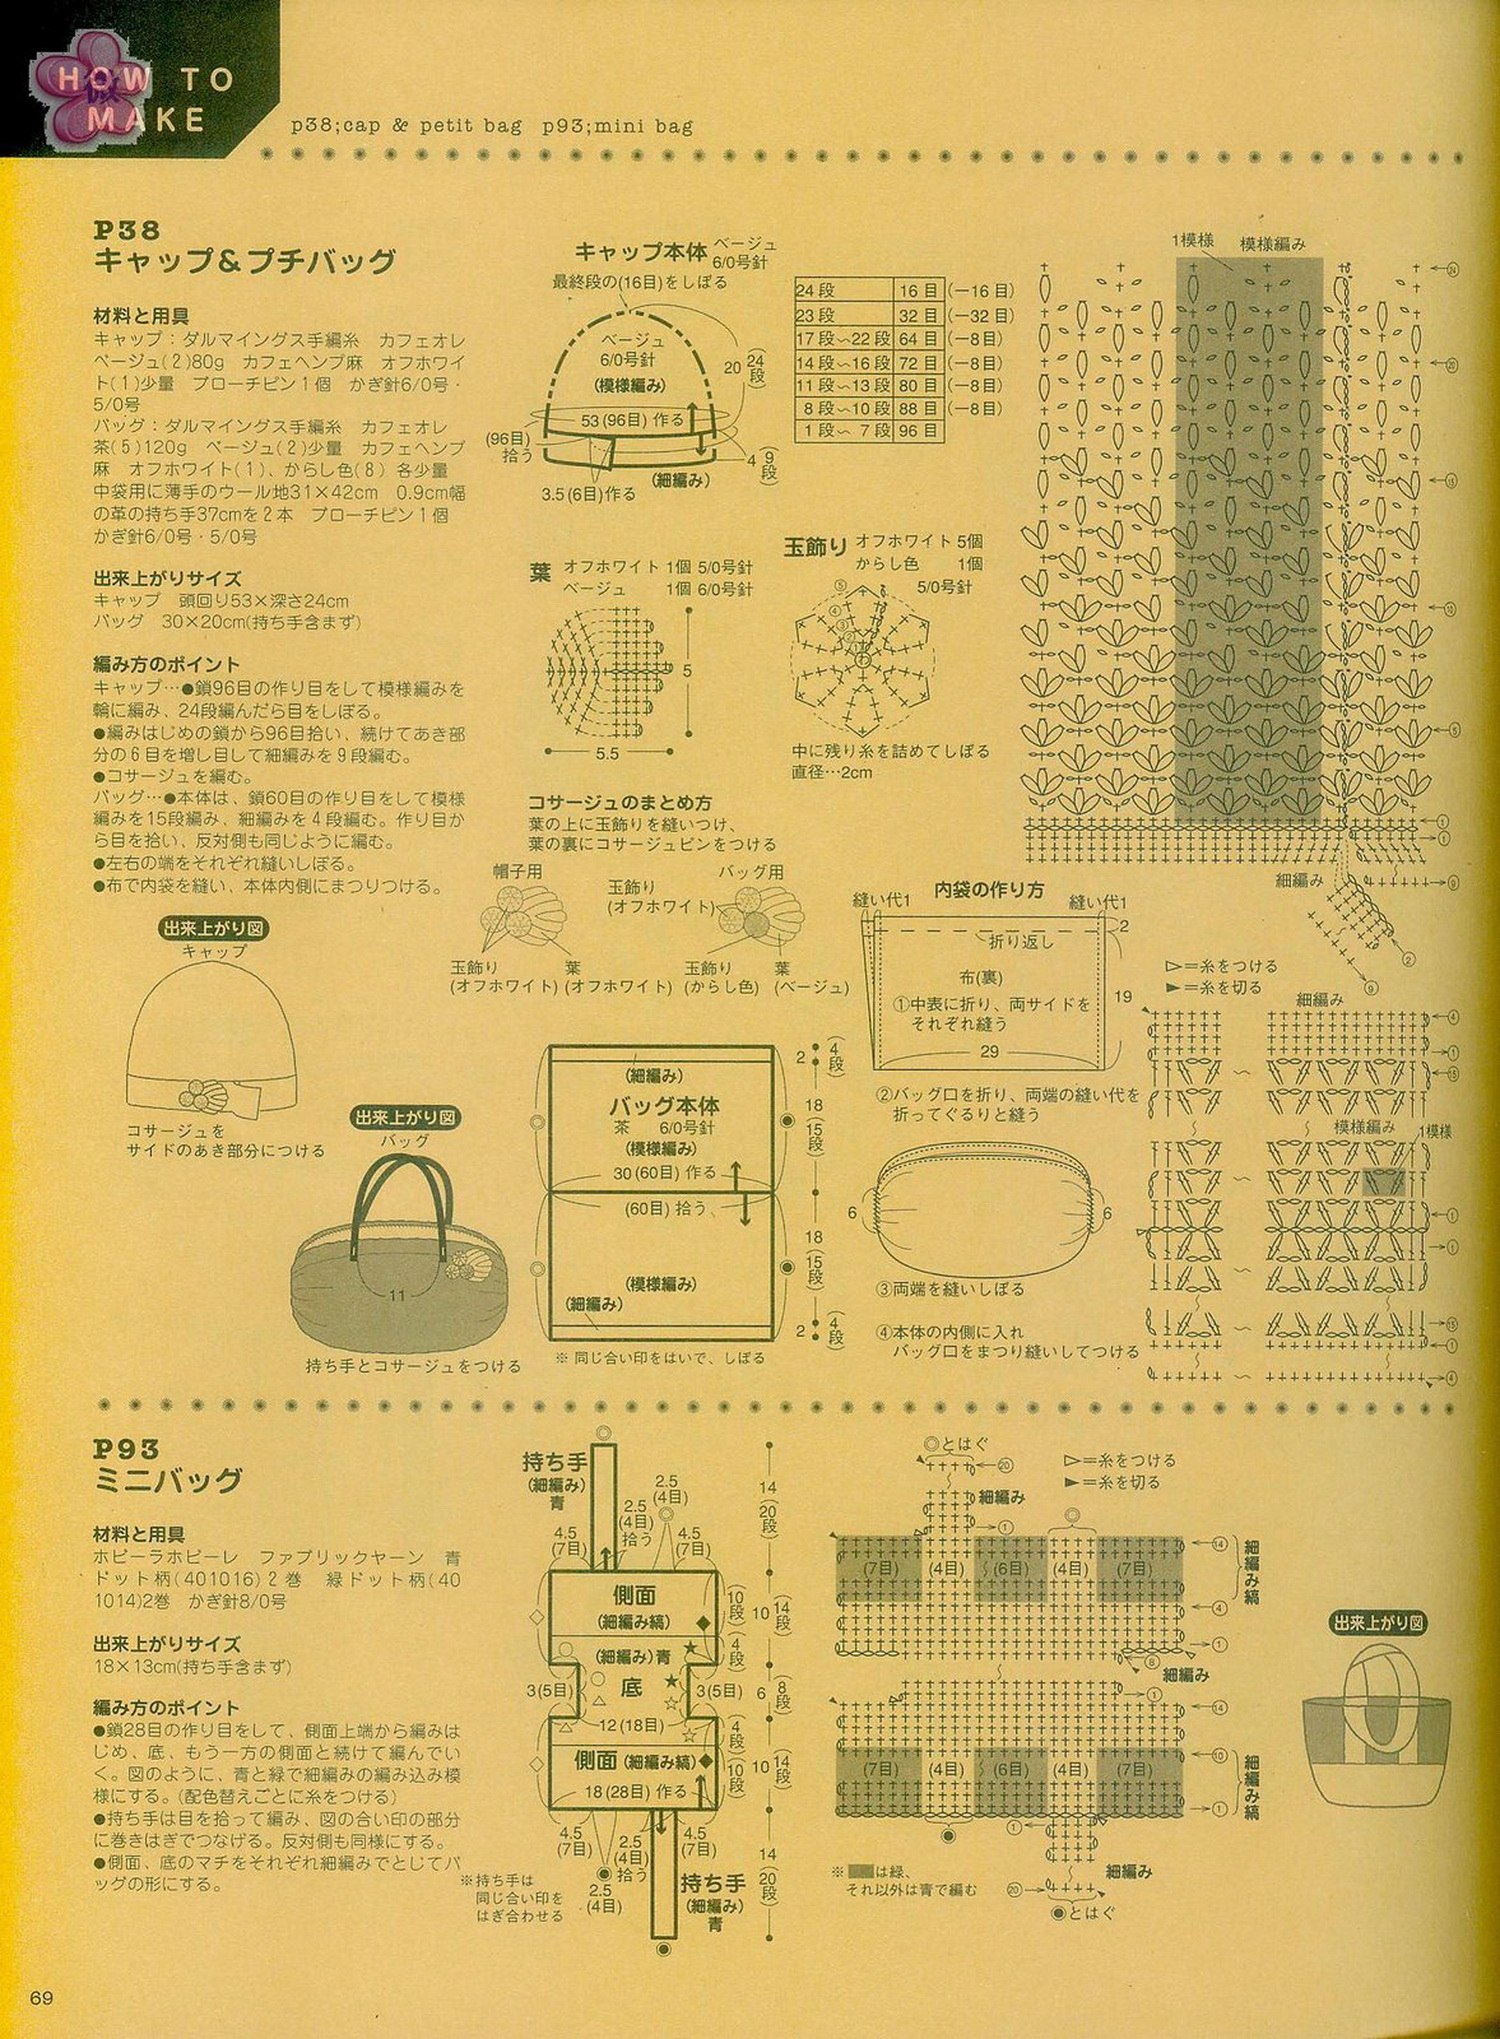 HOW TO
MAKE
p38;cap & petit bag p93;mini bag
P38
キャップ&プチバッグ
材料と用具
キャップ：ダルマイングス手編糸　カフェオレ
ベージュ(2)80g　カフェヘンプ麻　オフホワイ
ト(1)少量　ブローチピン1個　かぎ針6/0号・
5/0号
バッグ：ダルマイングス手編糸　カフェオレ
茶(5)120g　ベージュ(2)少量　カフェヘンプ
麻　オフホワイト(1)、からし色(8) 各少量
中袋用に薄手のウール地31×42cm　0.9cm幅
の革の持ち手37cmを2本　ブローチピン1個
かぎ針6/0号・5/0号
出来上がりサイズ
キャップ　頭回り53×深さ24cm
バッグ　30×20cm(持ち手含まず)
編み方のポイント
キャップ…●鎖96目の作り目をして模様編みを
輪に編み、24段編んだら目をしぼる。
●編みはじめの鎖から96目拾い、続けてあき部
分の6目を増し目して細編みを9段編む。
●コサージュを編む。
バッグ…●本体は、鎖60目の作り目をして模様
編みを15段編み、細編みを4段編む。作り目か
ら目を拾い、反対側も同じように編む。
●左右の端をそれぞれ縫いしぼる。
●布で内袋を縫い、本体内側にまつりつける。
出来上がり図
キャップ
コサージュを
サイドのあき部分につける
出来上がり図
バッグ
11
持ち手とコサージュをつける
キャップ本体 ベージュ
6/0号針
最終段の(16目)をしぼる
ベージュ
6/0号針
(模様編み)
20 (24段)
53(96目) 作る
(96目)
拾う
4 (9段)
(細編み)
3.5(6目)作る
24段 16目 (−16目)
23段 32目 (−32目)
17段〜22段 64目 (−8目)
14段〜16段 72目 (−8目)
11段〜13段 80目 (−8目)
8段〜10段 88目 (−8目)
1段〜 7段 96目
1模様 模様編み
㉔
⑳
⑮
⑩
⑤
①
①
細編み
⑨
②
⑨
葉 オフホワイト 1個 5/0号針
ベージュ 1個 6/0号針
5
5.5
玉飾り オフホワイト 5個
からし色 1個
5/0号針
⑤
④
③
②
①
中に残り糸を詰めてしぼる
直径…2cm
コサージュのまとめ方
葉の上に玉飾りを縫いつけ、
葉の裏にコサージュピンをつける
帽子用
玉飾り
(オフホワイト)
葉
(オフホワイト)
バッグ用
玉飾り
(オフホワイト)
玉飾り
(からし色)
葉
(ベージュ)
内袋の作り方
縫い代1 縫い代1
2
折り返し
布(裏)
19
①中表に折り、両サイドを
それぞれ縫う
29
②バッグ口を折り、両端の縫い代を
折ってぐるりと縫う
6 6
③両端を縫いしぼる
④本体の内側に入れ
バッグ口をまつり縫いしてつける
(細編み)
バッグ本体
茶 6/0号針
(模様編み)
30(60目) 作る
(60目) 拾う
(模様編み)
(細編み)
2 (4段)
18 (15段)
18 (15段)
2 (4段)
※ 同じ合い印をはいで、しぼる
▷=糸をつける
▶=糸を切る
細編み
④
①
⑮
模様編み 1模様
①
①
⑮
①
④
P93
ミニバッグ
材料と用具
ホビーラホビーレ　ファブリックヤーン　青
ドット柄(401016)2巻　緑ドット柄(40
1014)2巻　かぎ針8/0号
出来上がりサイズ
18×13cm(持ち手含まず)
編み方のポイント
●鎖28目の作り目をして、側面上端から編みは
じめ、底、もう一方の側面と続けて編んでい
く。図のように、青と緑で細編みの編み込み模
様にする。(配色替えごとに糸をつける)
●持ち手は目を拾って編み、図の合い印の部分
に巻きはぎでつなげる。反対側も同様にする。
●側面、底のマチをそれぞれ細編みでとじてバ
ッグの形にする。
持ち手
(細編み)
青
2.5
(4目)
2.5
(4目)
拾う
4.5
(7目)
4.5
(7目)
14 (20段)
側面
(細編み縞)
(10段) 10 (14段)
(細編み)青
(4段)
底
3(5目) 3(5目) 6 (8段)
12(18目)
(4段)
側面 (細編み縞)
(10段) 10 (14段)
18(28目) 作る
4.5
(7目)
2.5
(4目)
拾う
4.5
(7目)
2.5
(4目)
14 (20段)
持ち手
(細編み)
青
※持ち手は
同じ合い印を
はぎ合わせる
◎とはぐ
⑳
細編み
①
▷=糸をつける
▶=糸を切る
(7目) (4目) (6目) (4目) (7目)
⑭
細編み縞
④
①
⑧
細編み
①
⑭
⑩
(7目) (4目) (6目) (4目) (7目)
細編み縞
①
①
細編み
⑳
◉とはぐ
※ は緑、
それ以外は青で編む
出来上がり図
69